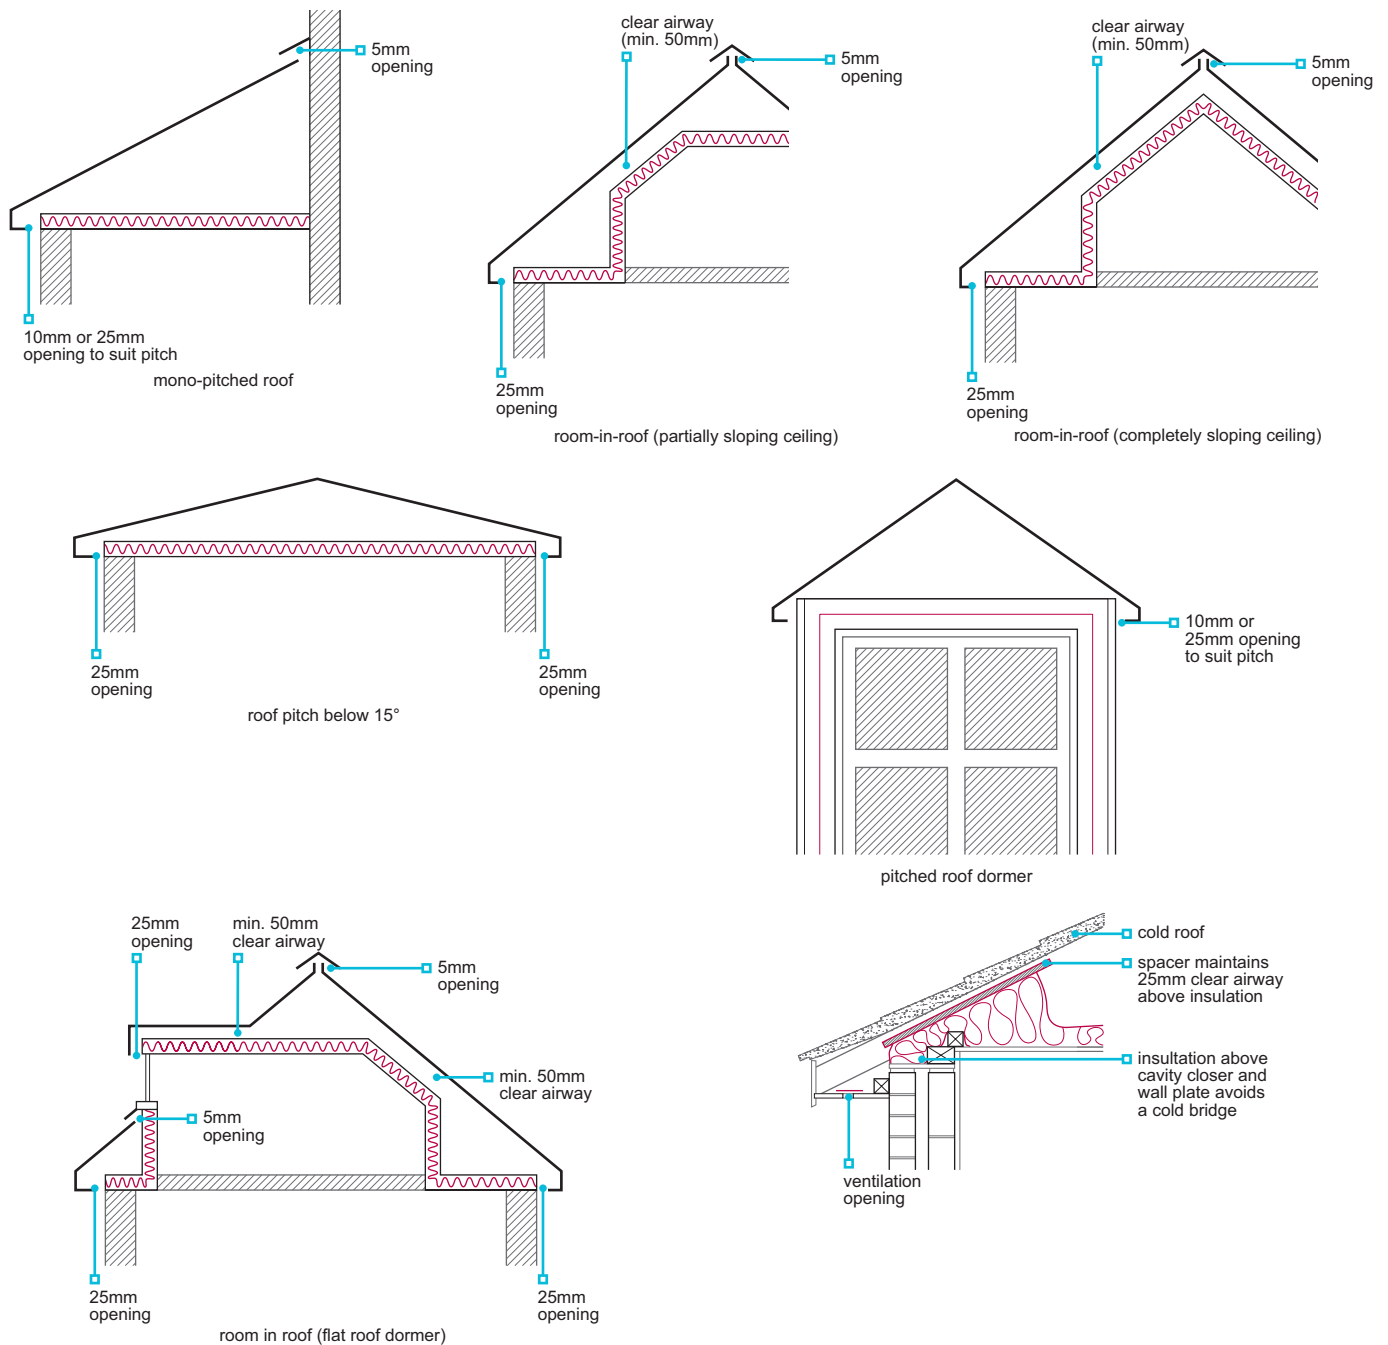 5mm
opening
10mm or 25mm
opening to suit pitch
mono-pitched roof
clear airway
(min. 50mm)
5mm
opening
25mm
opening
room-in-roof (partially sloping ceiling)
clear airway
(min. 50mm)
5mm
opening
25mm
opening
room-in-roof (completely sloping ceiling)
25mm
opening
25mm
opening
roof pitch below 15°
10mm or
25mm opening
to suit pitch
pitched roof dormer
25mm
opening
min. 50mm
clear airway
5mm
opening
min. 50mm
clear airway
5mm
opening
25mm
opening
25mm
opening
room in roof (flat roof dormer)
cold roof
spacer maintains
25mm clear airway
above insulation
insultation above
cavity closer and
wall plate avoids
a cold bridge
ventilation
opening